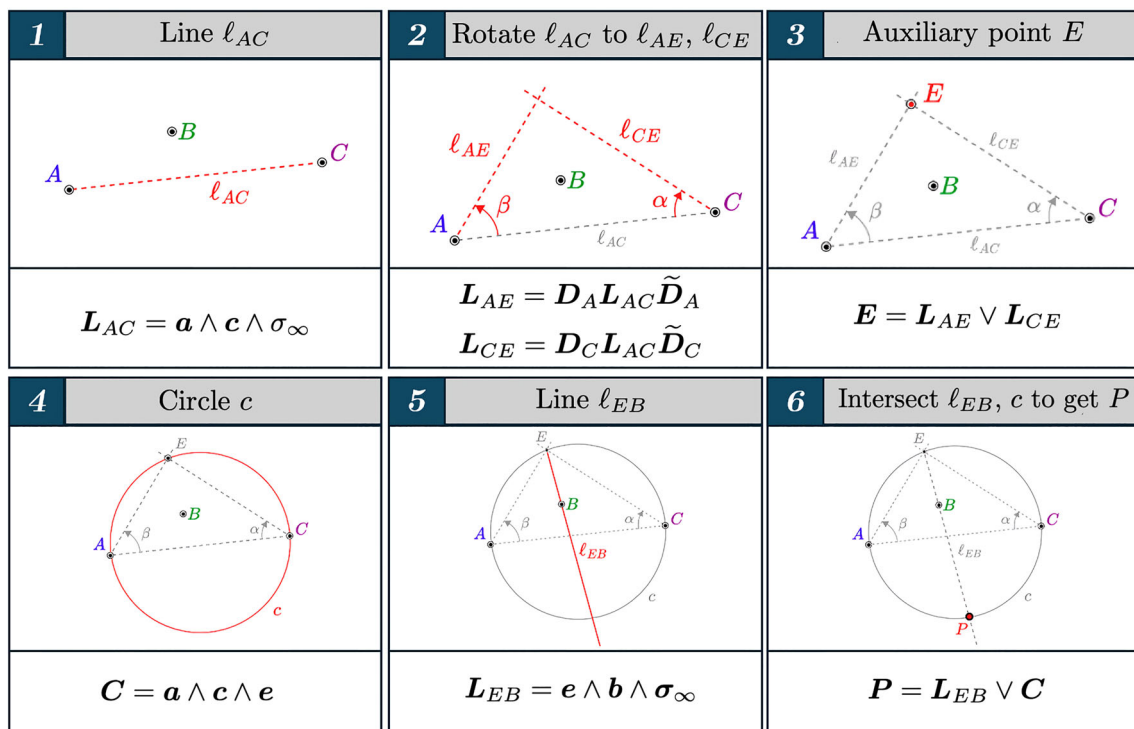 1 Line ℓ_AC
B
A
C
ℓ_AC
L_AC = a ∧ c ∧ σ_∞
2 Rotate ℓ_AC to ℓ_AE, ℓ_CE
ℓ_AE
ℓ_CE
B
β
α
C
A
ℓ_AC
L_AE = D_A L_AC D̃_A
L_CE = D_C L_AC D̃_C
3 Auxiliary point E
E
ℓ_CE
ℓ_AE
B
β
α
C
A
ℓ_AC
E = L_AE ∨ L_CE
4 Circle c
E
B
β
α
C
A
c
C = a ∧ c ∧ e
5 Line ℓ_EB
E
B
β
α
C
A
ℓ_EB
c
L_EB = e ∧ b ∧ σ_∞
6 Intersect ℓ_EB, c to get P
E
B
β
α
C
A
ℓ_EB
c
P
P = L_EB ∨ C